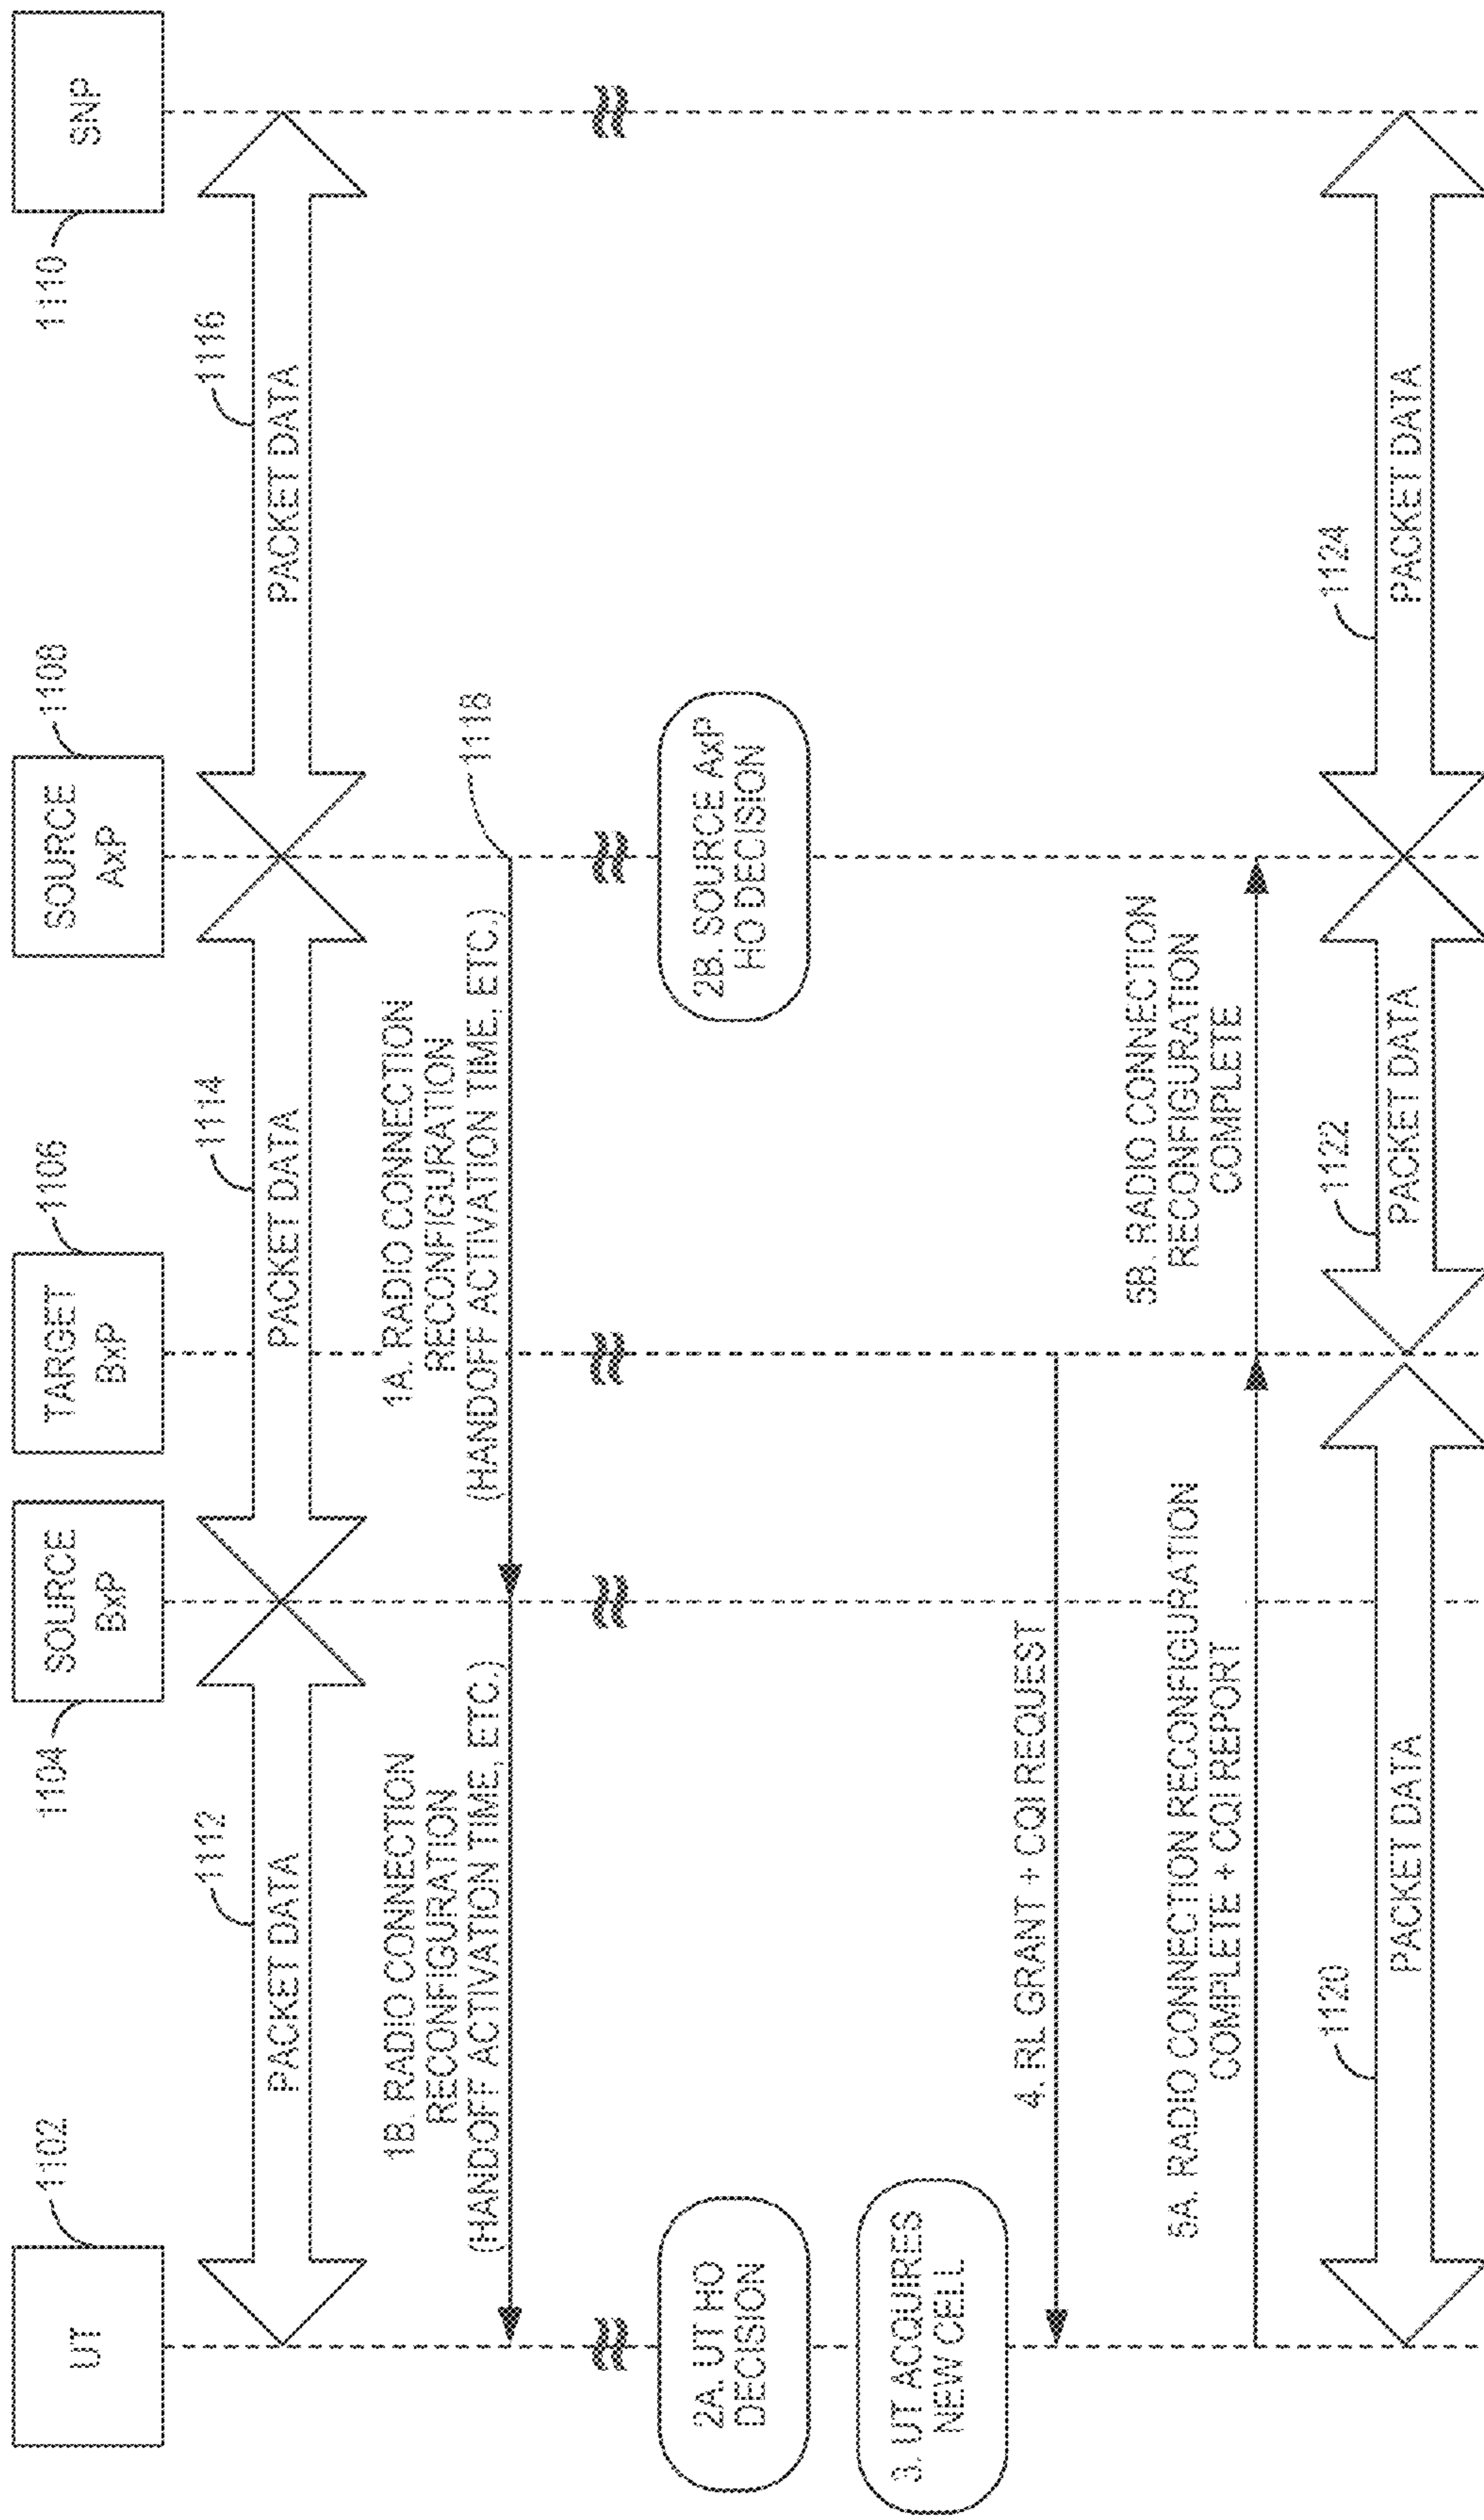 UT
1102
SOURCE
BxP
1104
TARGET
BxP
1106
SOURCE
AxP
1108
SNP
1110
1112
PACKET DATA
1114
PACKET DATA
1116
PACKET DATA
1B. RADIO CONNECTION
RECONFIGURATION
(HANDOFF ACTIVATION TIME, ETC.)
1A. RADIO CONNECTION
RECONFIGURATION
(HANDOFF ACTIVATION TIME, ETC.)
1118
2A. UT HO
DECISION
2B. SOURCE AxP
HO DECISION
3. UT ACQUIRES
NEW CELL
4. RL GRANT + CQI REQUEST
5A. RADIO CONNECTION RECONFIGURATION
COMPLETE + CQI REPORT
5B. RADIO CONNECTION
RECONFIGURATION
COMPLETE
1120
PACKET DATA
1122
PACKET DATA
1124
PACKET DATA